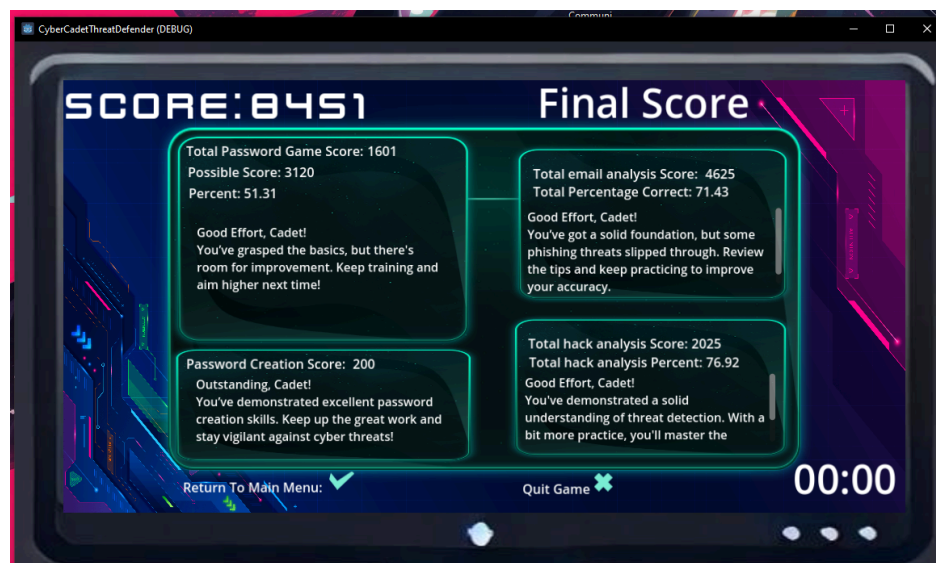 Communi
CyberCadetThreatDefender (DEBUG)
SCORE:8451
Final Score
Total Password Game Score: 1601
Possible Score: 3120
Percent: 51.31
Good Effort, Cadet!
You've grasped the basics, but there's
room for improvement. Keep training and
aim higher next time!
Total email analysis Score: 4625
Total Percentage Correct: 71.43
Good Effort, Cadet!
You've got a solid foundation, but some
phishing threats slipped through. Review
the tips and keep practicing to improve
your accuracy.
Password Creation Score: 200
Outstanding, Cadet!
You've demonstrated excellent password
creation skills. Keep up the great work and
stay vigilant against cyber threats!
Total hack analysis Score: 2025
Total hack analysis Percent: 76.92
Good Effort, Cadet!
You've demonstrated a solid
understanding of threat detection. With a
bit more practice, you'll master the
Return To Main Menu:
Quit Game
00:00